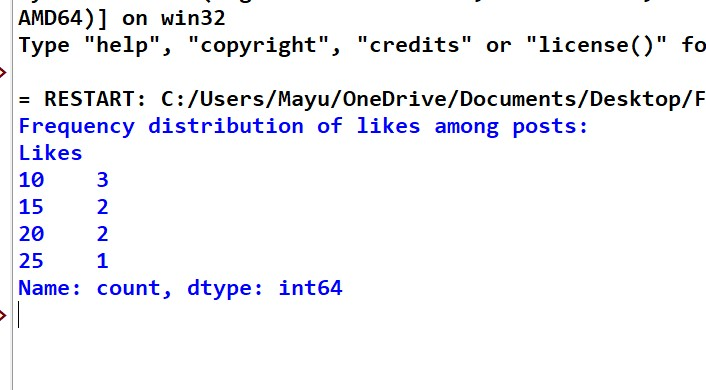 AMD64)] on win32
Type "help", "copyright", "credits" or "license()" fo
= RESTART: C:/Users/Mayu/OneDrive/Documents/Desktop/F
Frequency distribution of likes among posts:
Likes
10    3
15    2
20    2
25    1
Name: count, dtype: int64